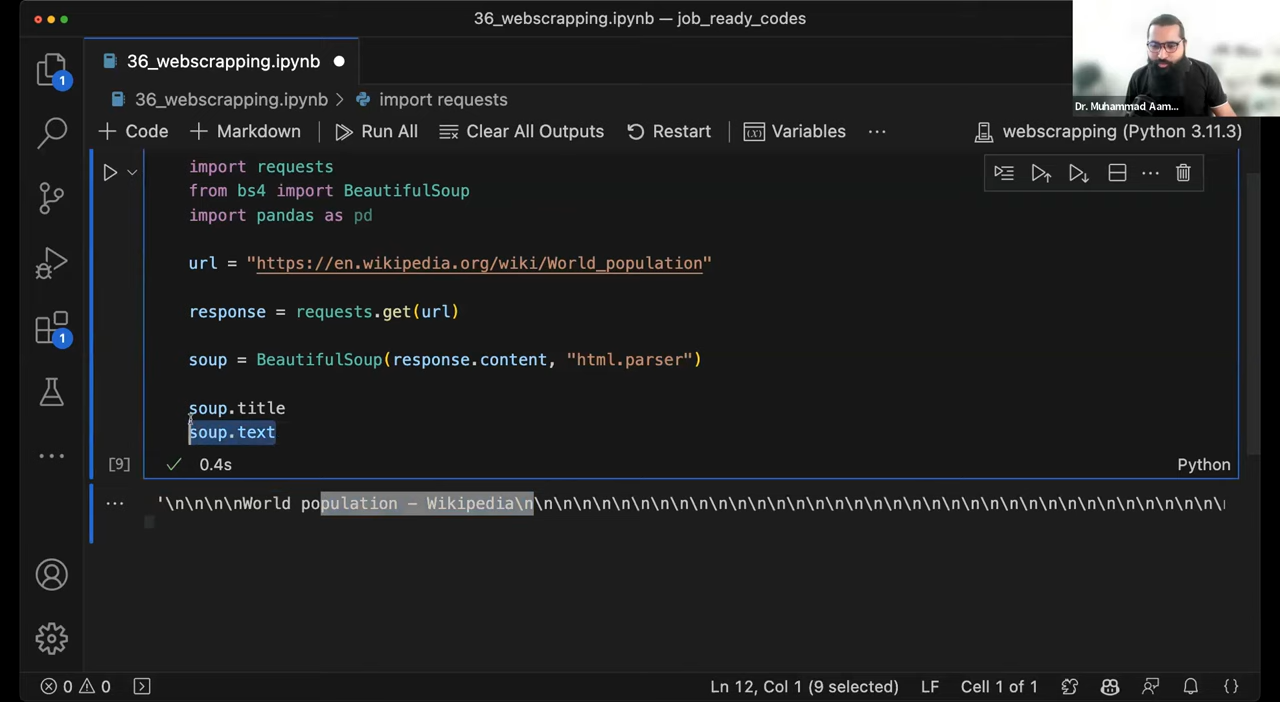 36_webscrapping.ipynb — job_ready_codes
36_webscrapping.ipynb
1
36_webscrapping.ipynb > import requests
Code Markdown Run All Clear All Outputs Restart Variables ... webscrapping (Python 3.11.3)
Dr. Muhammad Aam...
import requests
from bs4 import BeautifulSoup
import pandas as pd
url = "https://en.wikipedia.org/wiki/World_population"
response = requests.get(url)
soup = BeautifulSoup(response.content, "html.parser")
1
soup.title
soup.text
[9] 0.4s Python
'\n\n\n\nWorld population - Wikipedia\n\n\n\n\n\n\n\n\n\n\n\n\n\n\n\n\n\n\n\n\n\n\n\n\n\n\n\n\n\n\n\n\n\
0 0 Ln 12, Col 1 (9 selected) LF Cell 1 of 1